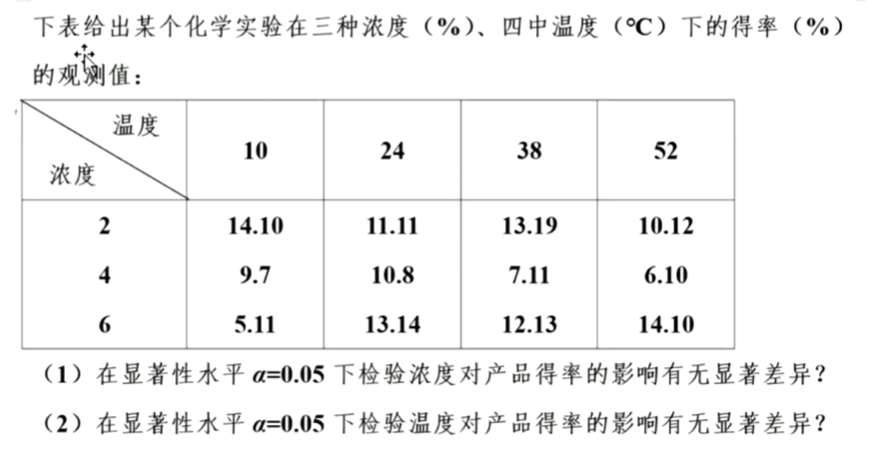 下表给出某个化学实验在三种浓度（%）、四中温度（℃）下的得率（%）
的观测值：
温度
浓度
10 24 38 52
2 14.10 11.11 13.19 10.12
4 9.7 10.8 7.11 6.10
6 5.11 13.14 12.13 14.10
（1）在显著性水平 α=0.05 下检验浓度对产品得率的影响有无显著差异？
（2）在显著性水平 α=0.05 下检验温度对产品得率的影响有无显著差异？